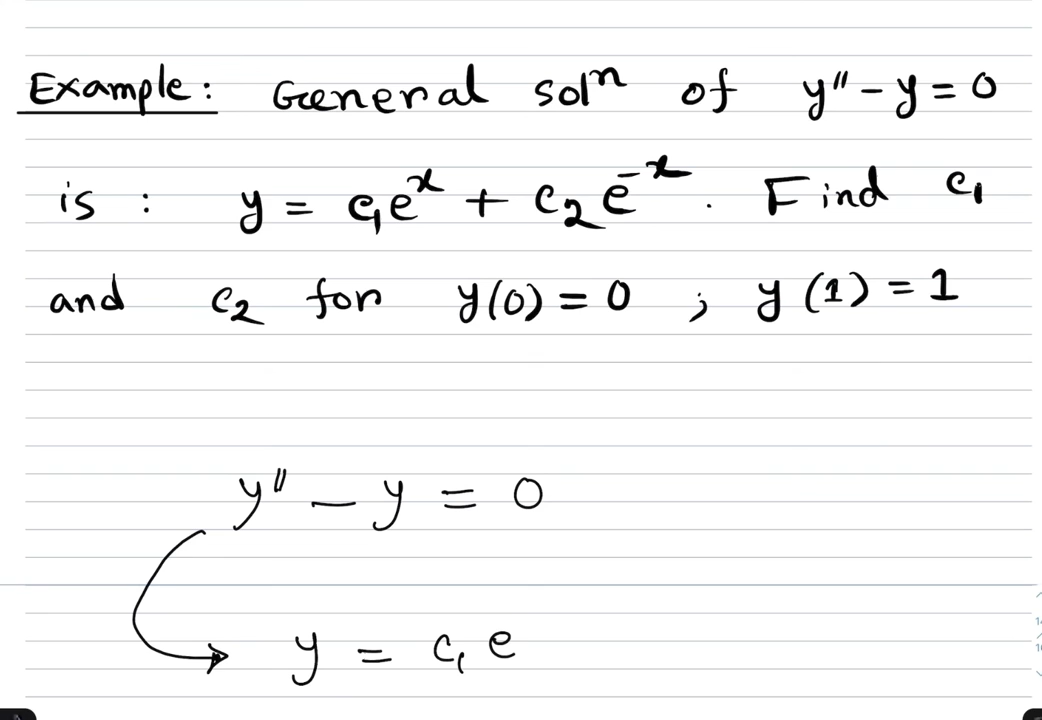 Example: General solⁿ of y'' - y = 0
is : y = c₁eˣ + c₂e⁻ˣ. Find c₁
and c₂ for y(0) = 0 ; y(1) = 1
y'' - y = 0
y = c₁ e